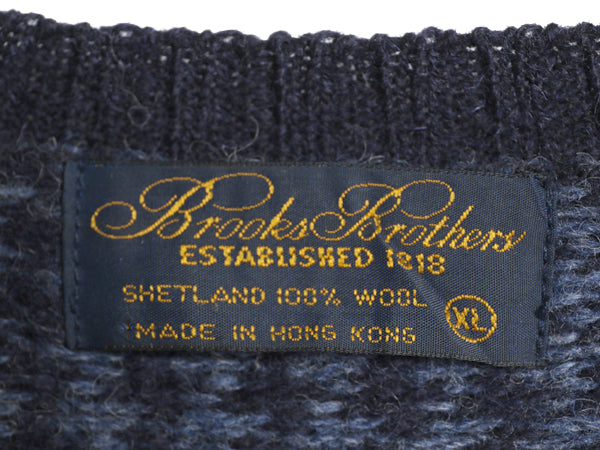 Brooks Brothers
ESTABLISHED 1818
SHETLAND 100% WOOL
XL
MADE IN HONG KONG